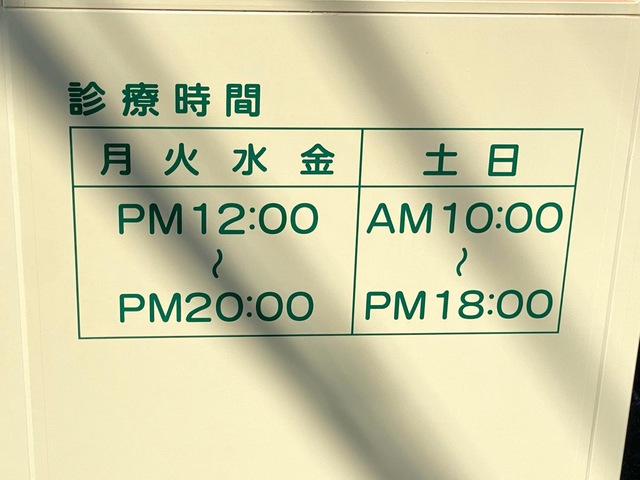 診療時間
月 火 水 金 土 日
PM12:00 AM10:00
〜 〜
PM20:00 PM18:00